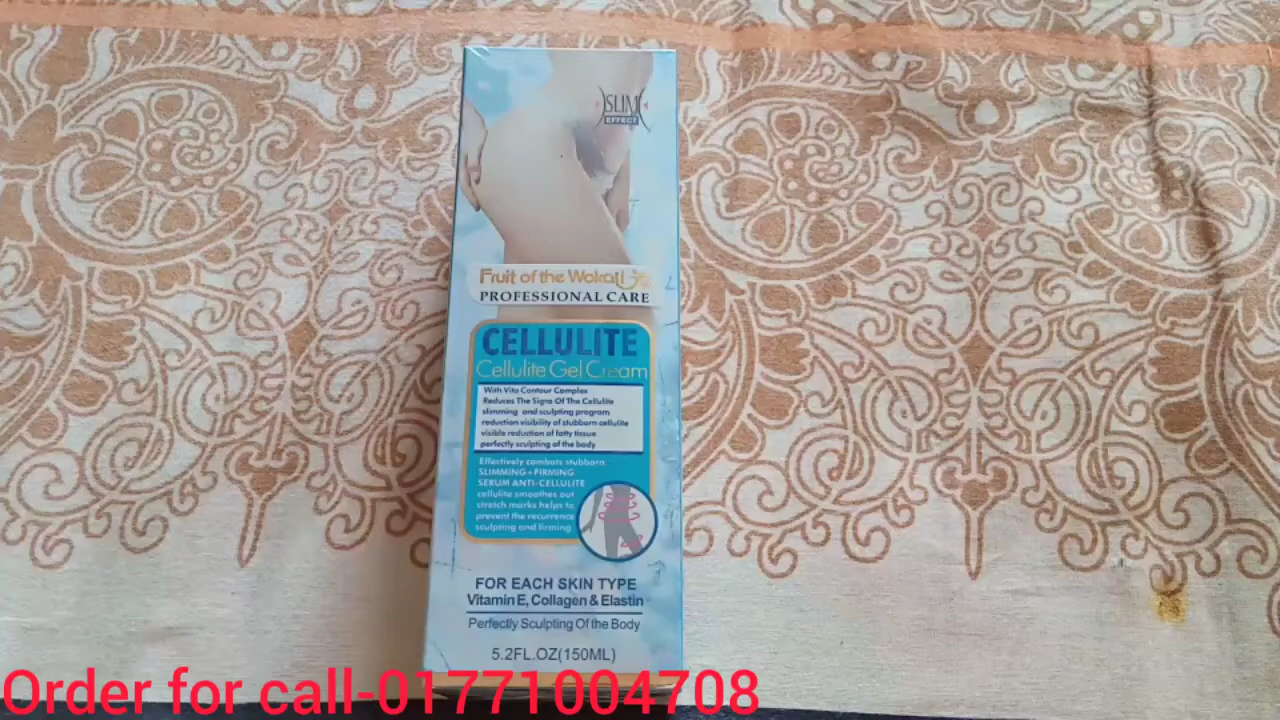 SLIM
EFFECT
Fruit of the Wokali
PROFESSIONAL CARE
CELLULITE
Cellulite Gel Cream
With Vita Contour Complex
Reduces The Signs Of The Cellulite
slimming and sculpting program
reduction visibility of stubborn cellulite
visible reduction of fatty tissue
perfectly sculpting of the body
Effectively combats stubborn
SLIMMING+FIRMING
SERUM ANTI-CELLULITE
cellulite smoothes out
stretch marks helps to
prevent the recurrence
sculpting and firming
FOR EACH SKIN TYPE
Vitamin E, Collagen & Elastin
Perfectly Sculpting Of the Body
5.2FL.OZ(150ML)
Order for call-01771004708